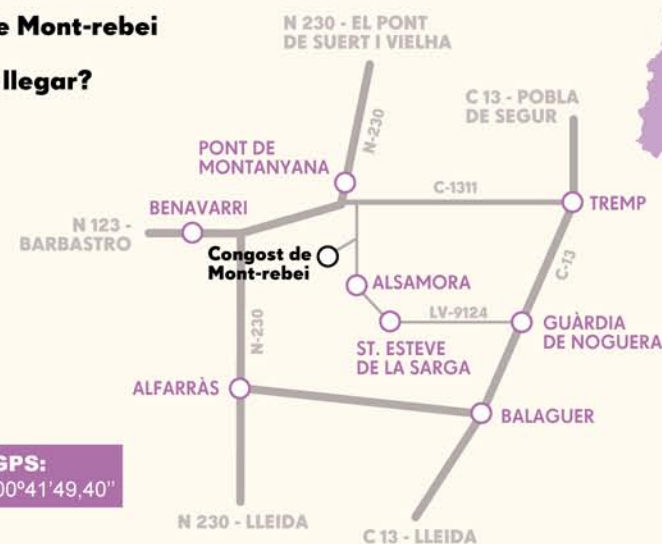 e Mont-rebei
llegar?
N 230 - EL PONT
DE SUERT I VIELHA
C 13 - POBLA
DE SEGUR
N-230
PONT DE
MONTANYANA
C-1311
BENAVARRI
TREMP
N 123 -
BARBASTRO
Congost de
Mont-rebei
C-13
ALSAMORA
LV-9124
N-230
GUÀRDIA
DE NOGUERA
ST. ESTEVE
DE LA SARGA
ALFARRÀS
BALAGUER
GPS:
00º41'49,40’’
N 230 - LLEIDA
C 13 - LLEIDA